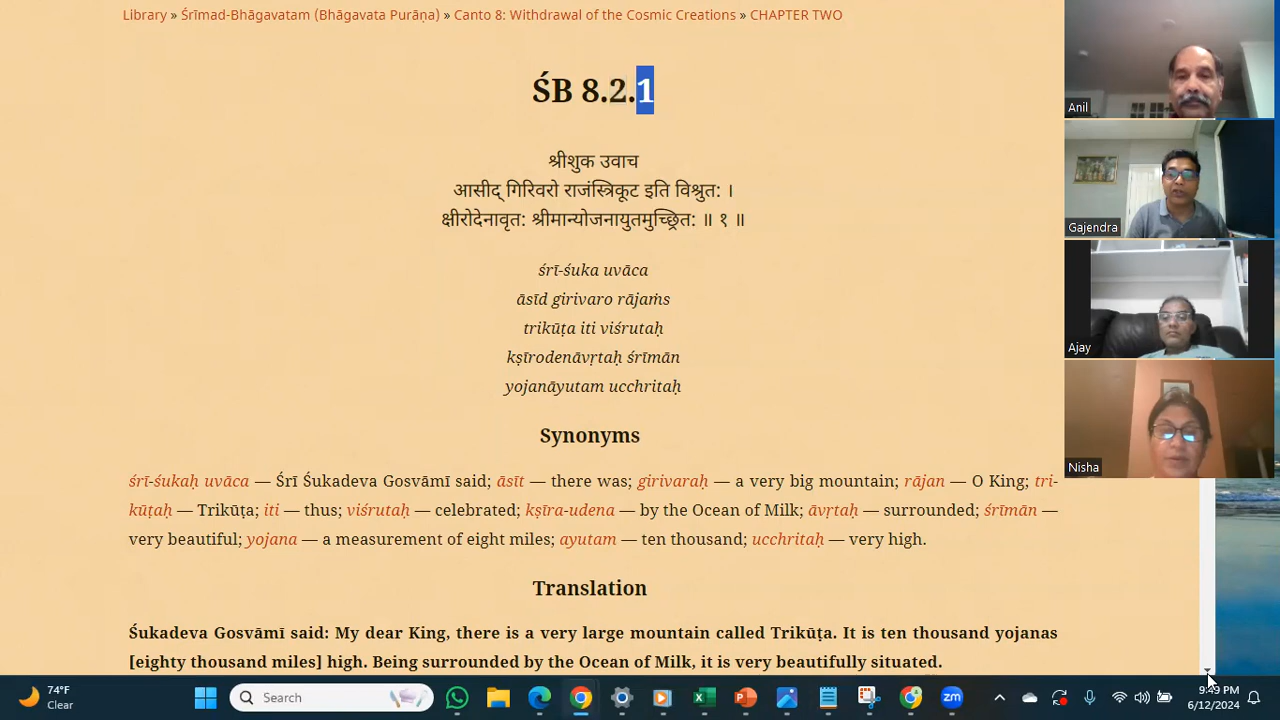 Library » Śrīmad-Bhāgavatam (Bhāgavata Purāṇa) » Canto 8: Withdrawal of the Cosmic Creations » CHAPTER TWO
ŚB 8.2.1
श्रीशुक उवाच
आसीद् गिरिवरो राजंस्त्रिकूट इति विश्रुत: ।
क्षीरोदेनावृत: श्रीमान्योजनायुतमुच्छ्रित: ॥ १ ॥
śrī-śuka uvāca
āsīd girivaro rājaṁs
trikūṭa iti viśrutaḥ
kṣīrodenāvṛtaḥ śrīmān
yojanāyutam ucchritaḥ
Synonyms
śrī-śukaḥ uvāca — Śrī Śukadeva Gosvāmī said; āsīt — there was; girivaraḥ — a very big mountain; rājan — O King; tri-
kūṭaḥ — Trikūṭa; iti — thus; viśrutaḥ — celebrated; kṣīra-udena — by the Ocean of Milk; āvṛtaḥ — surrounded; śrīmān —
very beautiful; yojana — a measurement of eight miles; ayutam — ten thousand; ucchritaḥ — very high.
Translation
Śukadeva Gosvāmī said: My dear King, there is a very large mountain called Trikūṭa. It is ten thousand yojanas
[eighty thousand miles] high. Being surrounded by the Ocean of Milk, it is very beautifully situated.
Anil
Gajendra
Ajay
Nisha
74°F
Clear
Search
zm
9:49 PM
6/12/2024